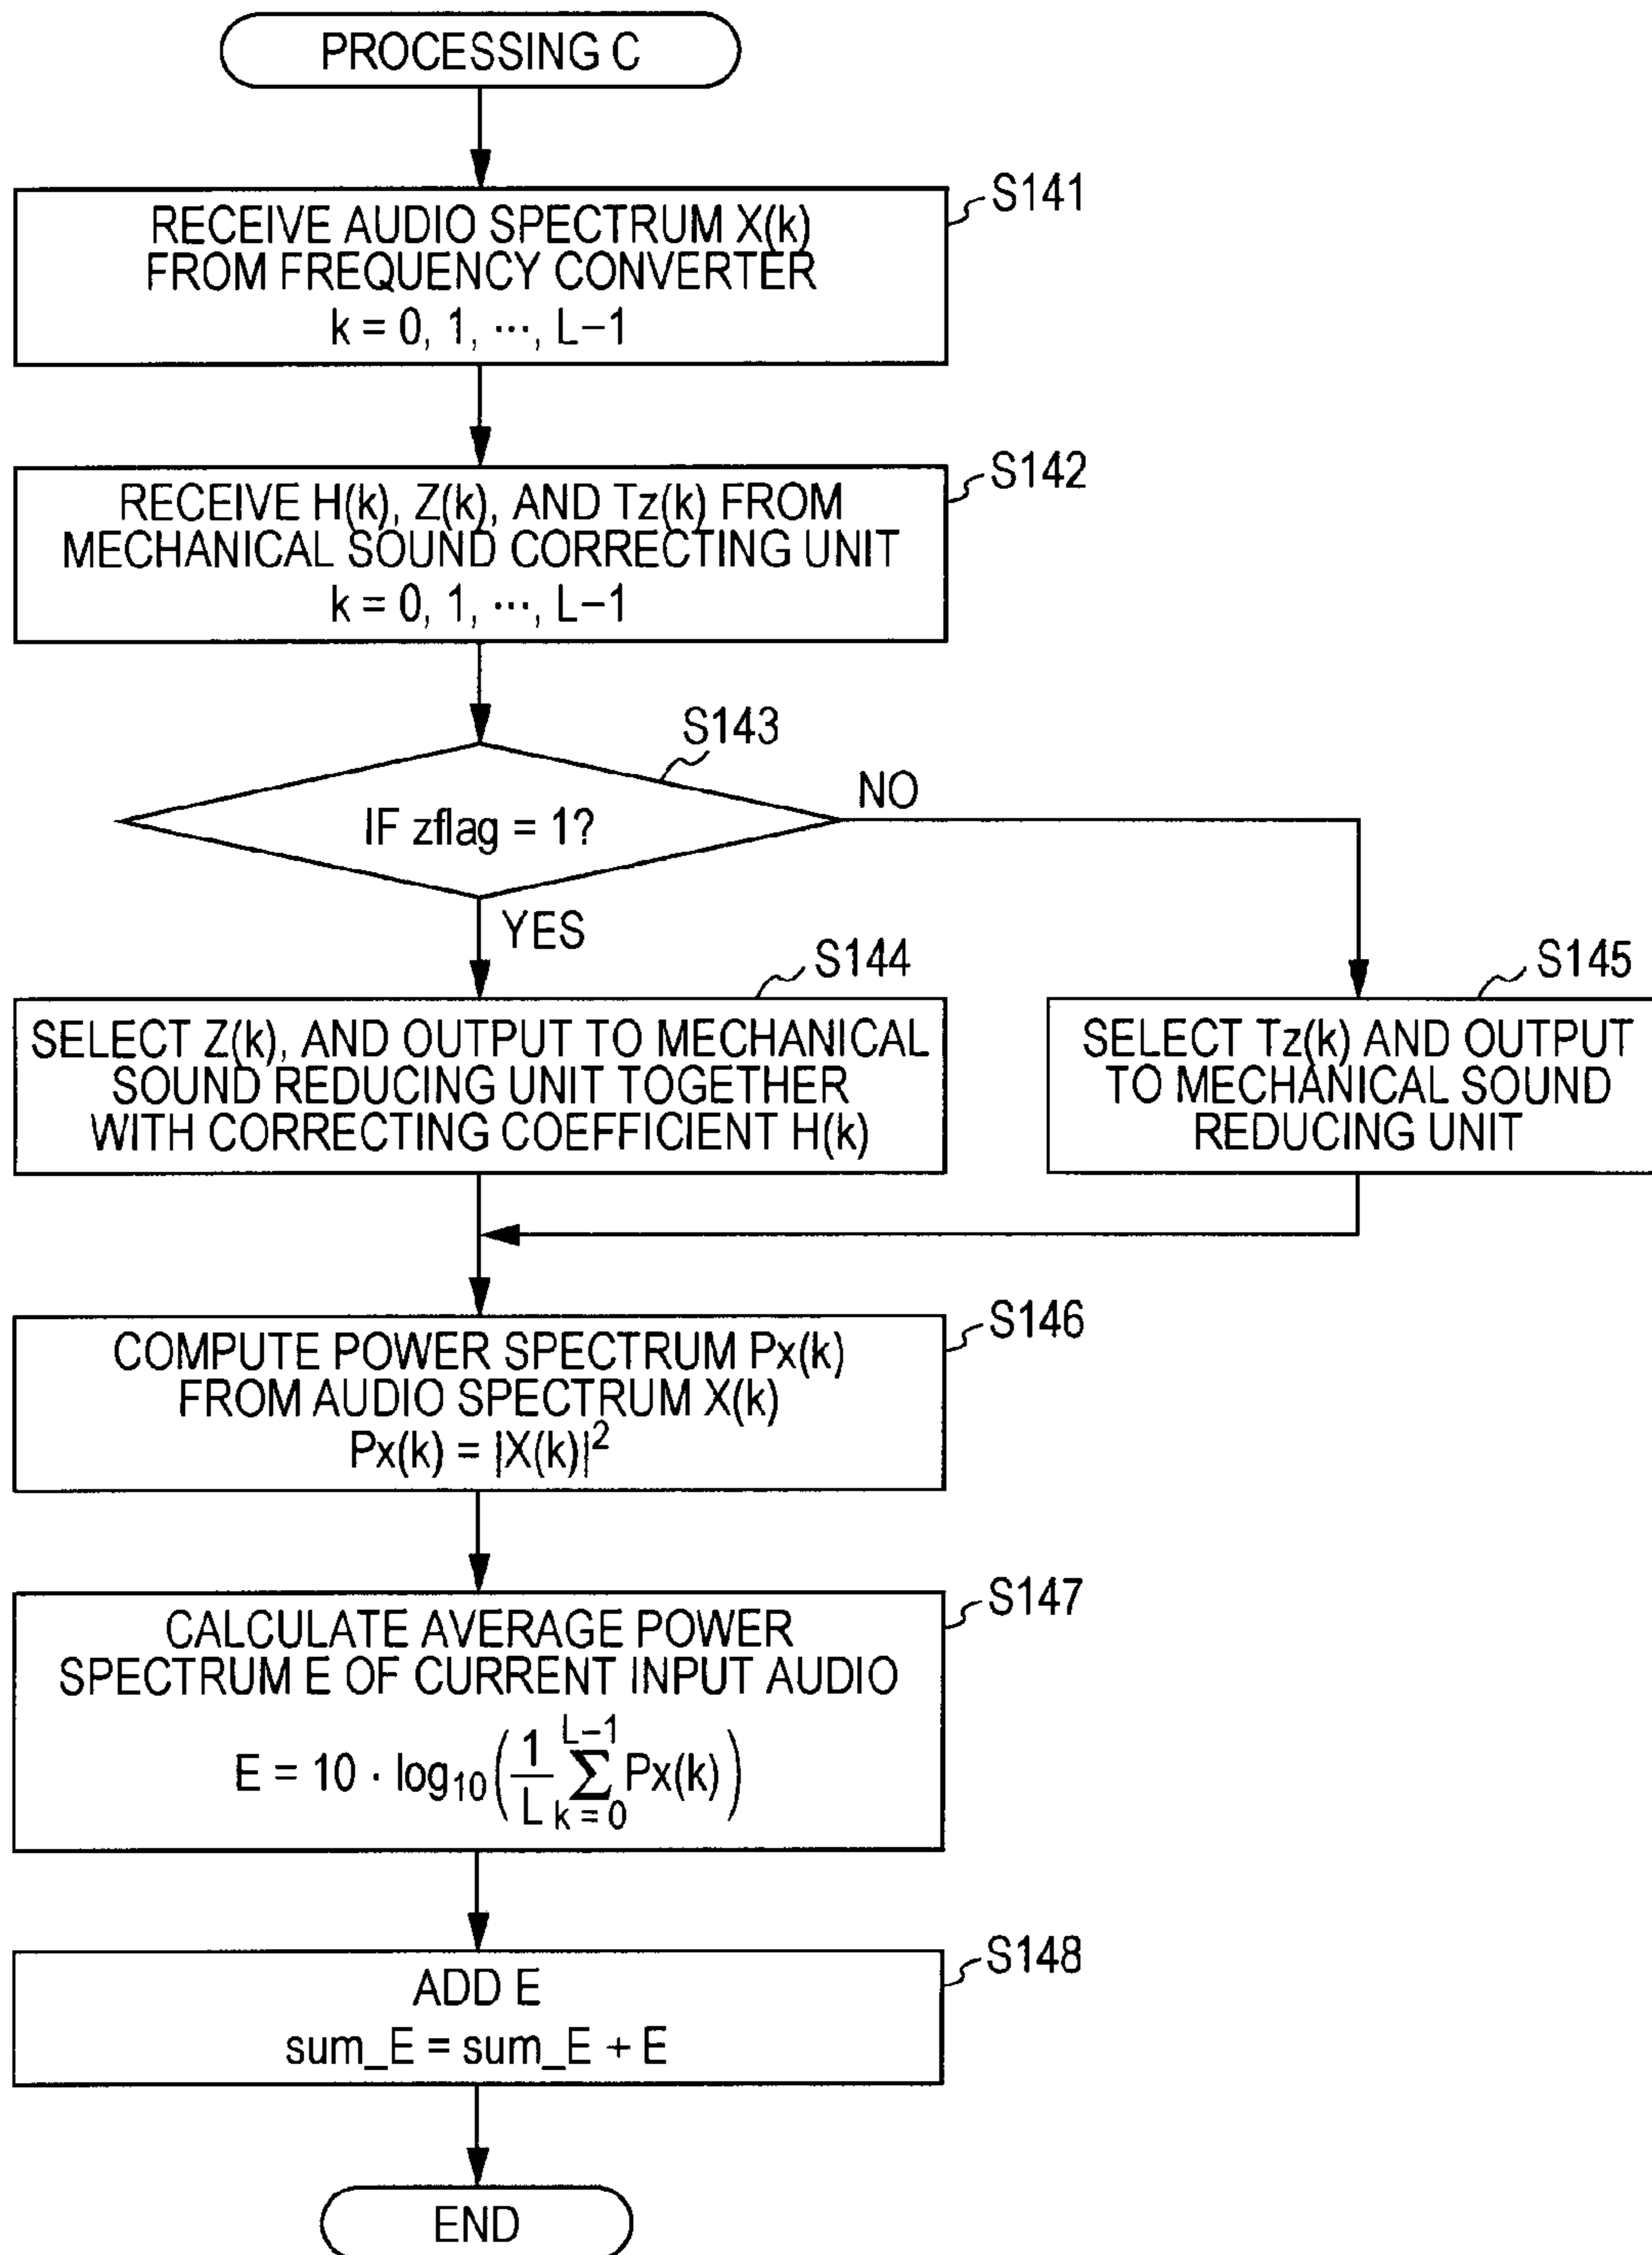 PROCESSING C
S141
RECEIVE AUDIO SPECTRUM X(k)
FROM FREQUENCY CONVERTER
k = 0, 1, ···, L−1
S142
RECEIVE H(k), Z(k), AND Tz(k) FROM
MECHANICAL SOUND CORRECTING UNIT
k = 0, 1, ···, L−1
S143
IF zflag = 1?
NO
YES
S144
SELECT Z(k), AND OUTPUT TO MECHANICAL
SOUND REDUCING UNIT TOGETHER
WITH CORRECTING COEFFICIENT H(k)
S145
SELECT Tz(k) AND OUTPUT
TO MECHANICAL SOUND
REDUCING UNIT
S146
COMPUTE POWER SPECTRUM Px(k)
FROM AUDIO SPECTRUM X(k)
Px(k) = |X(k)|²
S147
CALCULATE AVERAGE POWER
SPECTRUM E OF CURRENT INPUT AUDIO
E = 10 · log₁₀(1/L Σ_{k=0}^{L−1} Px(k))
S148
ADD E
sum_E = sum_E + E
END